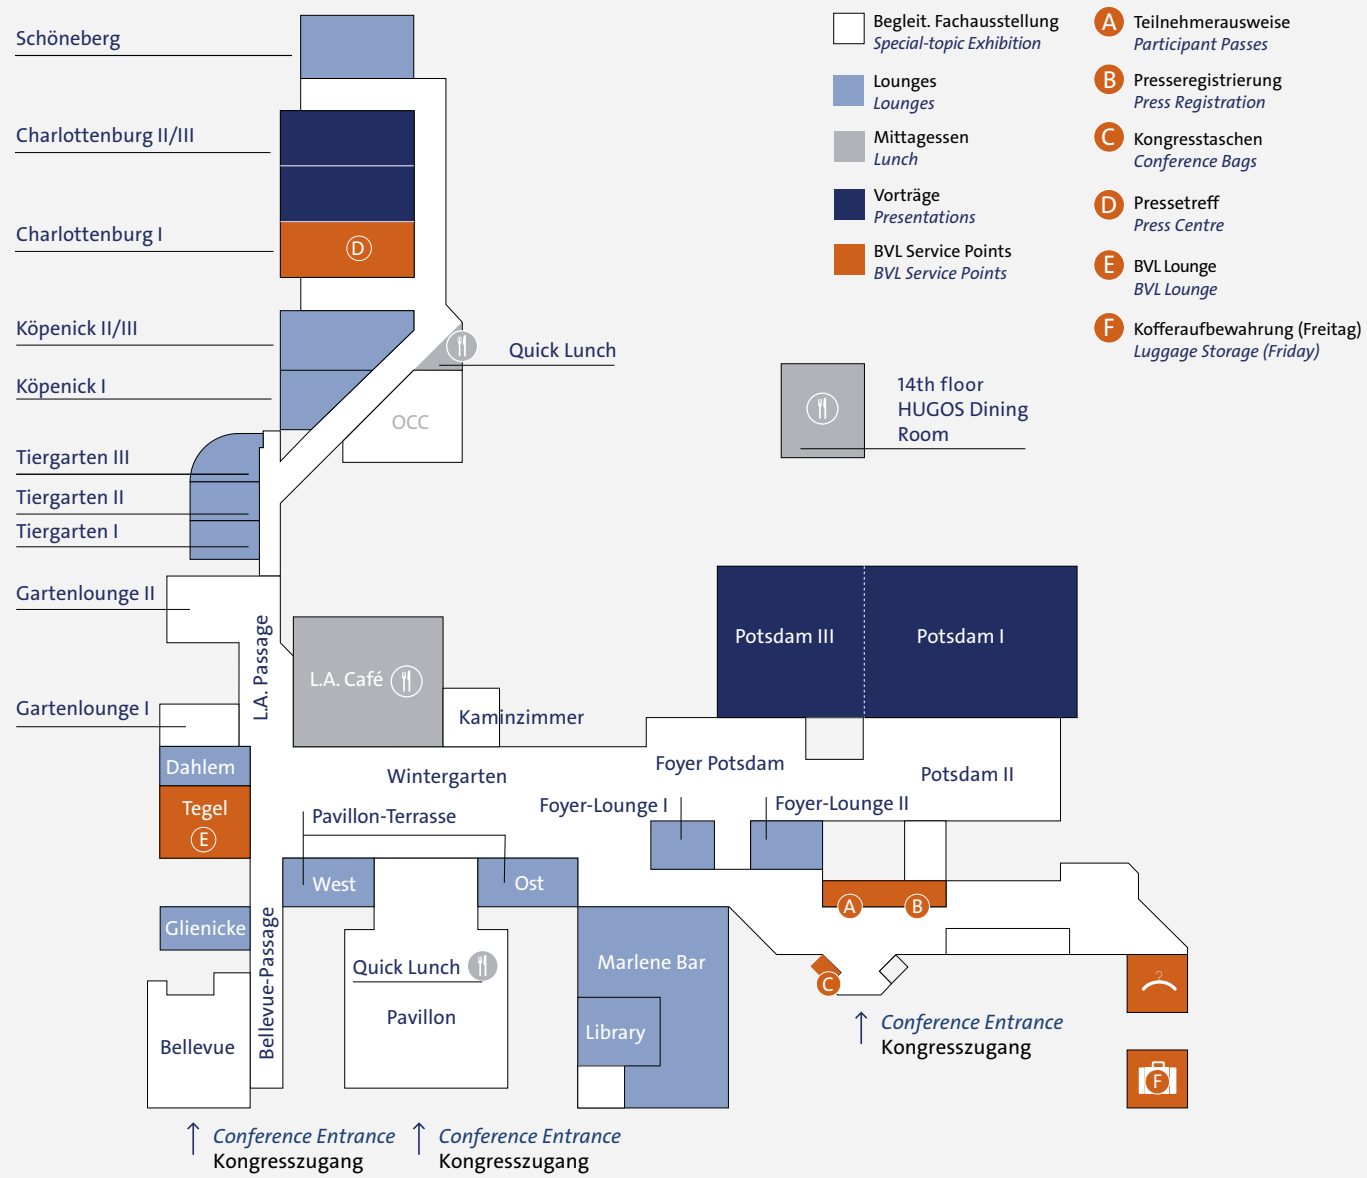 Schöneberg
Charlottenburg II/III
Charlottenburg I
D
Köpenick II/III
Köpenick I
Quick Lunch
OCC
Tiergarten III
Tiergarten II
Tiergarten I
Gartenlounge II
Gartenlounge I
L.A. Passage
L.A. Café
Kaminzimmer
Dahlem
Tegel
E
Wintergarten
Pavillon-Terrasse
West
Ost
Glienicke
Bellevue-Passage
Bellevue
Quick Lunch
Pavillon
Marlene Bar
Library
Foyer Potsdam
Foyer-Lounge I
Foyer-Lounge II
Potsdam III
Potsdam I
Potsdam II
A
B
C
F
Conference Entrance
Kongresszugang
Conference Entrance
Kongresszugang
Conference Entrance
Kongresszugang
14th floor
HUGOS Dining
Room
Begleit. Fachausstellung
Special-topic Exhibition
Lounges
Lounges
Mittagessen
Lunch
Vorträge
Presentations
BVL Service Points
BVL Service Points
A Teilnehmerausweise
Participant Passes
B Presseregistrierung
Press Registration
C Kongresstaschen
Conference Bags
D Pressetreff
Press Centre
E BVL Lounge
BVL Lounge
F Kofferaufbewahrung (Freitag)
Luggage Storage (Friday)